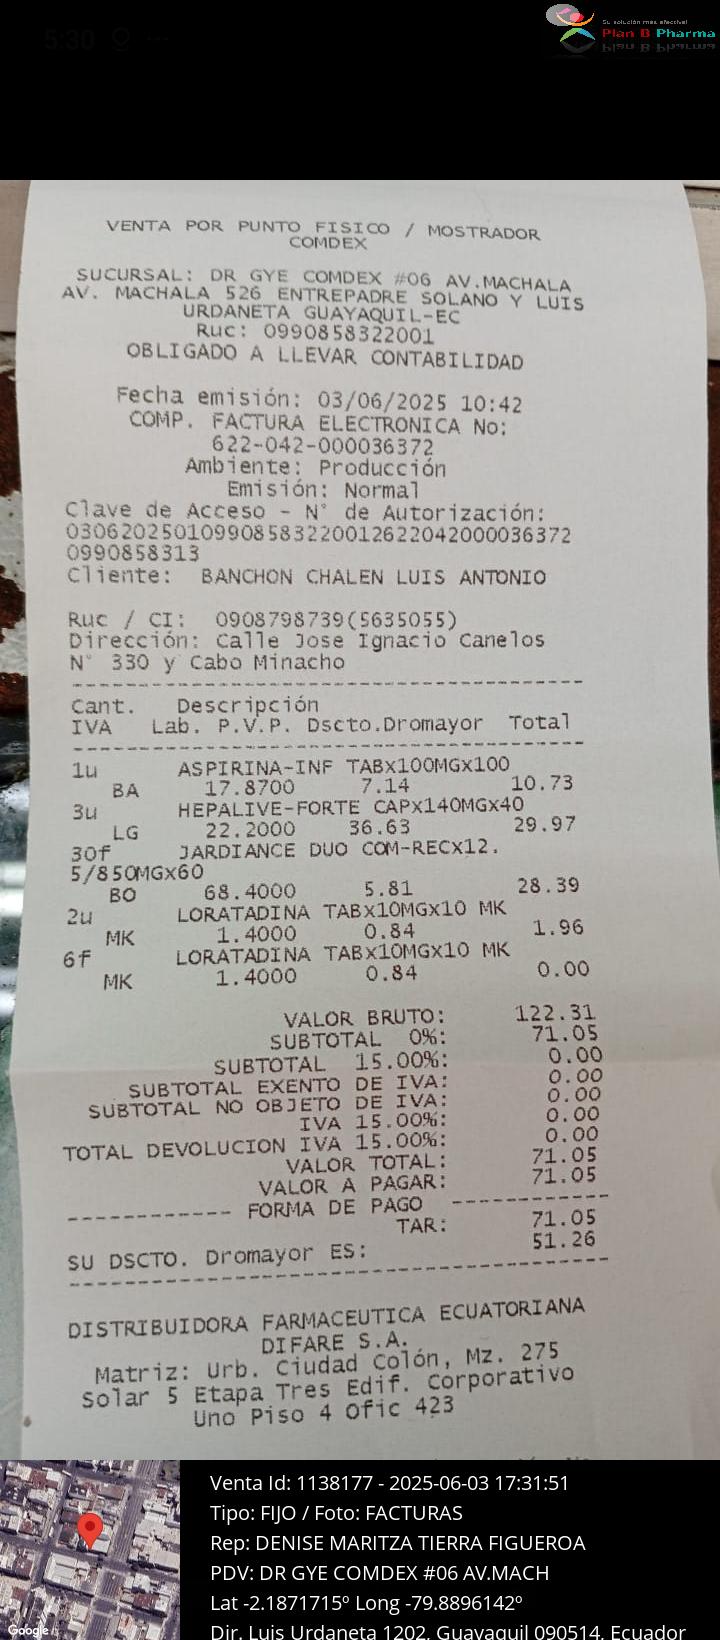 5:30
Su solución más efectiva!
Plan B Pharma
VENTA POR PUNTO FISICO / MOSTRADOR
COMDEX
SUCURSAL: DR GYE COMDEX #06 AV.MACHALA
AV. MACHALA 526 ENTREPADRE SOLANO Y LUIS
URDANETA GUAYAQUIL-EC
Ruc: 0990858322001
OBLIGADO A LLEVAR CONTABILIDAD
Fecha emisión: 03/06/2025 10:42
COMP. FACTURA ELECTRONICA No:
622-042-000036372
Ambiente: Producción
Emisión: Normal
Clave de Acceso - N° de Autorización:
030620250109908583220012622042000036372
0990858313
Cliente: BANCHON CHALEN LUIS ANTONIO
Ruc / CI: 0908798739(5635055)
Dirección: Calle Jose Ignacio Canelos
N° 330 y Cabo Minacho
Cant. Descripción
IVA Lab. P.V.P. Dscto.Dromayor Total
1u ASPIRINA-INF TABx100MGx100
BA 17.8700 7.14 10.73
3u HEPALIVE-FORTE CAPx140MGx40
LG 22.2000 36.63 29.97
30f JARDIANCE DUO COM-RECx12.
5/850MGx60
BO 68.4000 5.81 28.39
2u LORATADINA TABx10MGx10 MK
MK 1.4000 0.84 1.96
6f LORATADINA TABx10MGx10 MK
MK 1.4000 0.84 0.00
VALOR BRUTO: 122.31
SUBTOTAL 0%: 71.05
SUBTOTAL 15.00%: 0.00
SUBTOTAL EXENTO DE IVA: 0.00
SUBTOTAL NO OBJETO DE IVA: 0.00
IVA 15.00%: 0.00
TOTAL DEVOLUCION IVA 15.00%: 0.00
VALOR TOTAL: 71.05
VALOR A PAGAR: 71.05
------------ FORMA DE PAGO ------------
TAR: 71.05
SU DSCTO. Dromayor ES: 51.26
DISTRIBUIDORA FARMACEUTICA ECUATORIANA
DIFARE S.A.
Matriz: Urb. Ciudad Colón, Mz. 275
Solar 5 Etapa Tres Edif. Corporativo
Uno Piso 4 Ofic 423
Google
Venta Id: 1138177 - 2025-06-03 17:31:51
Tipo: FIJO / Foto: FACTURAS
Rep: DENISE MARITZA TIERRA FIGUEROA
PDV: DR GYE COMDEX #06 AV.MACH
Lat -2.1871715º Long -79.8896142º
Dir. Luis Urdaneta 1202, Guayaquil 090514, Ecuador